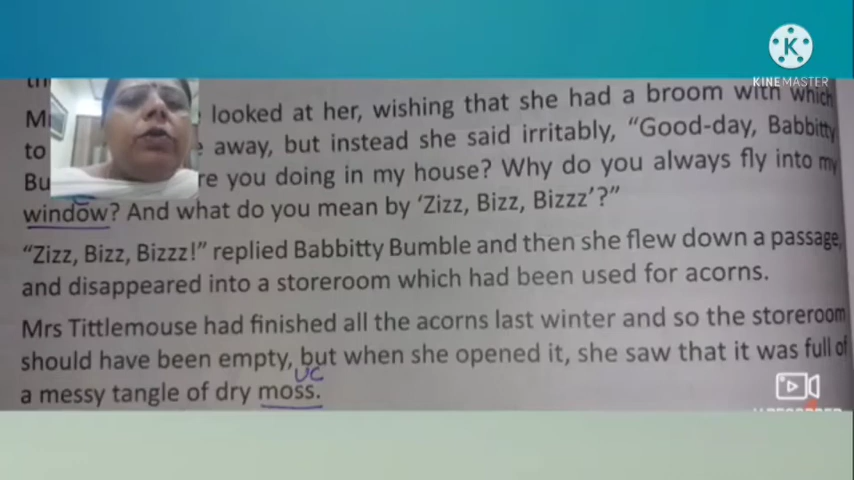 K
KINEMASTER
M looked at her, wishing that she had a broom with which
to away, but instead she said irritably, “Good-day, Babbitty
Bu re you doing in my house? Why do you always fly into my
window? And what do you mean by ‘Zizz, Bizz, Bizzz’?”
“Zizz, Bizz, Bizzz!” replied Babbitty Bumble and then she flew down a passage,
and disappeared into a storeroom which had been used for acorns.
Mrs Tittlemouse had finished all the acorns last winter and so the storeroom
should have been empty, but when she opened it, she saw that it was full of
UC
a messy tangle of dry moss.